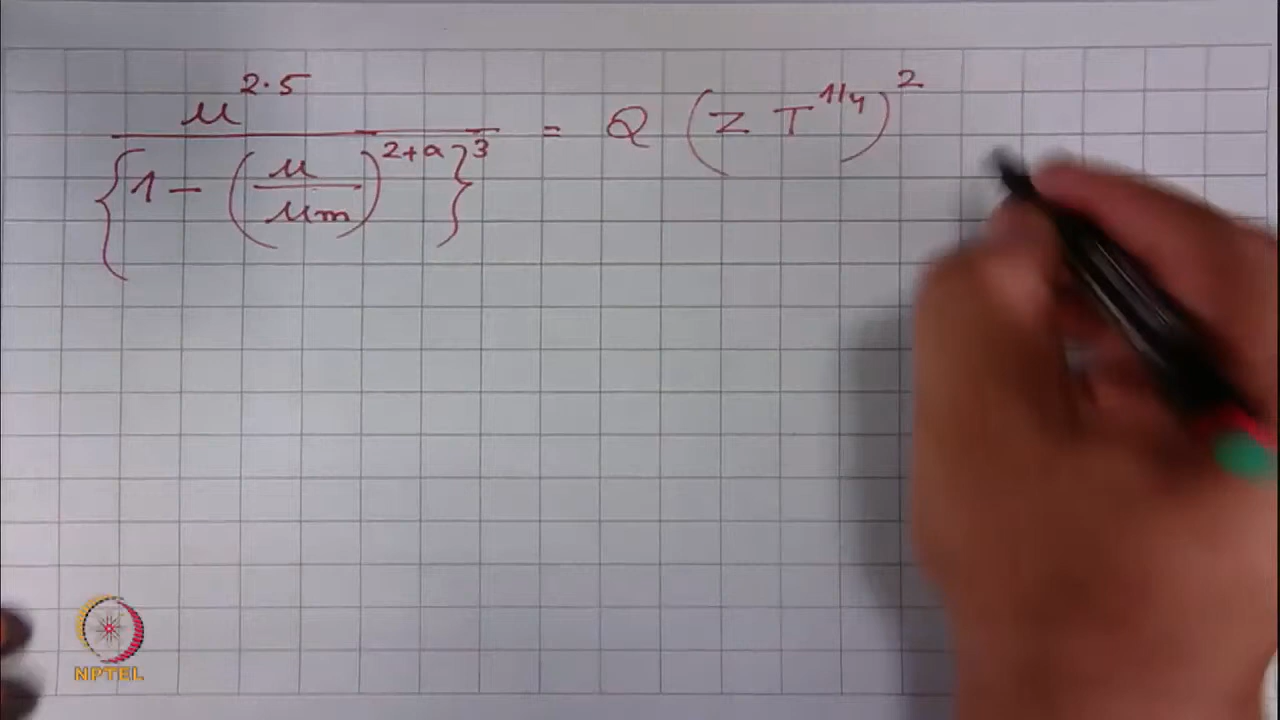 u^2.5 / {1 - (u/um)^2+a}^3 = Q (Z T^1/4)^2
NPTEL